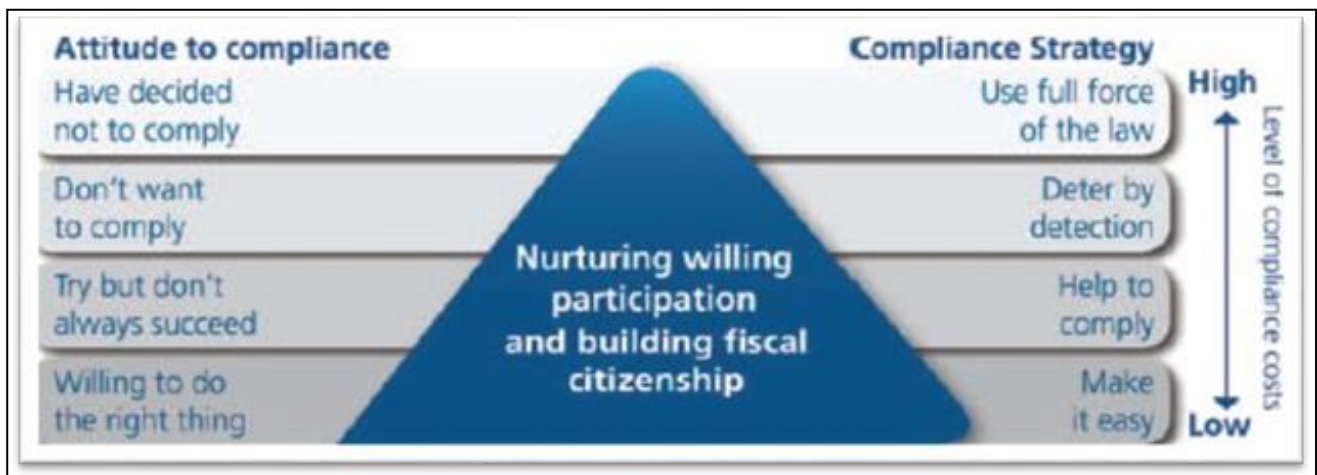 Attitude to compliance
Have decided
not to comply
Don't want
to comply
Try but don't
always succeed
Willing to do
the right thing
Nurturing willing
participation
and building fiscal
citizenship
Compliance Strategy
Use full force
of the law
Deter by
detection
Help to
comply
Make
it easy
High
Level of compliance costs
Low